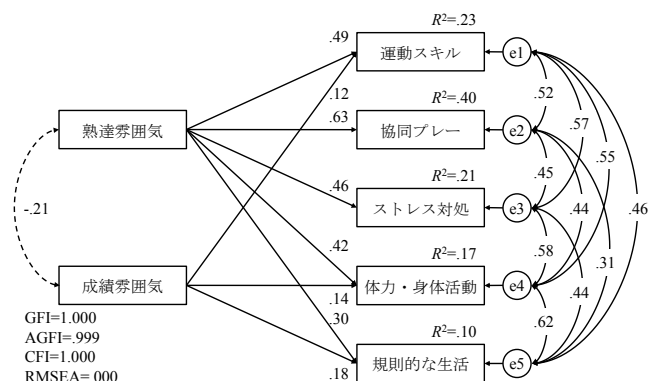 R²=.23
.49
運動スキル
e1
.12
.52
R²=.40
.63
熟達雰囲気
協同プレー
e2
.57
.55
.45
R²=.21
.46
ストレス対処
e3
-.21
.44
.46
.58
.42
R²=.17
.31
成績雰囲気
体力・身体活動
e4
.14
.44
.30
.62
R²=.10
規則的な生活
e5
.18
GFI=1.000
AGFI=.999
CFI=1.000
RMSEA=.000